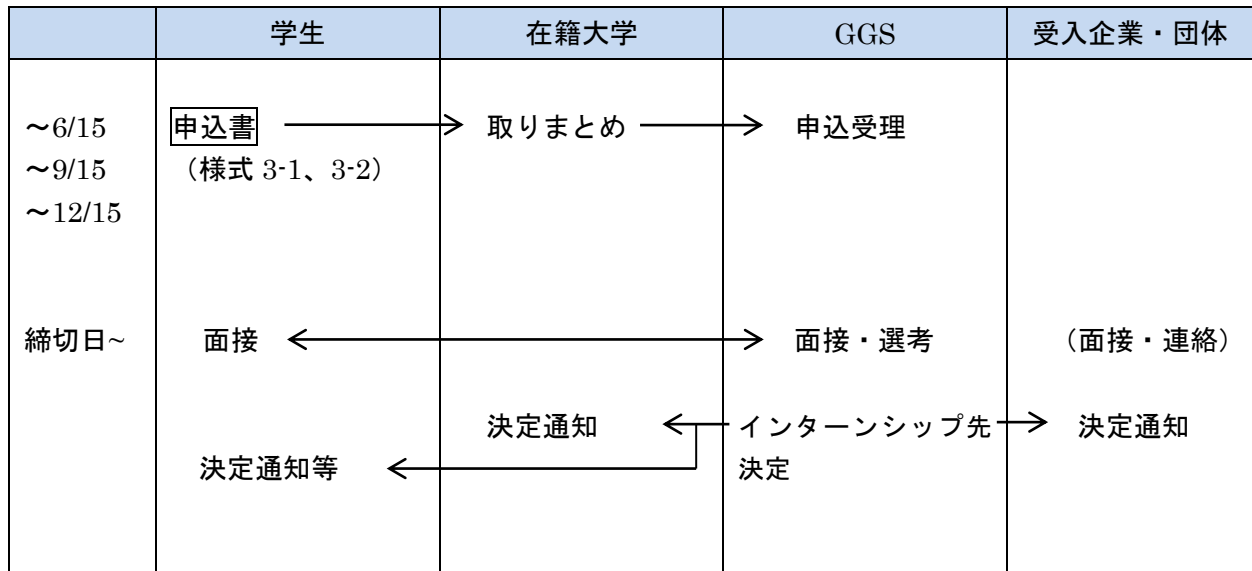 学生 在籍大学 GGS 受入企業・団体
～6/15 申込書 取りまとめ 申込受理
～9/15 （様式 3-1、3-2）
～12/15
締切日~ 面接 面接・選考 （面接・連絡）
決定通知 インターンシップ先 決定通知
決定通知等 決定